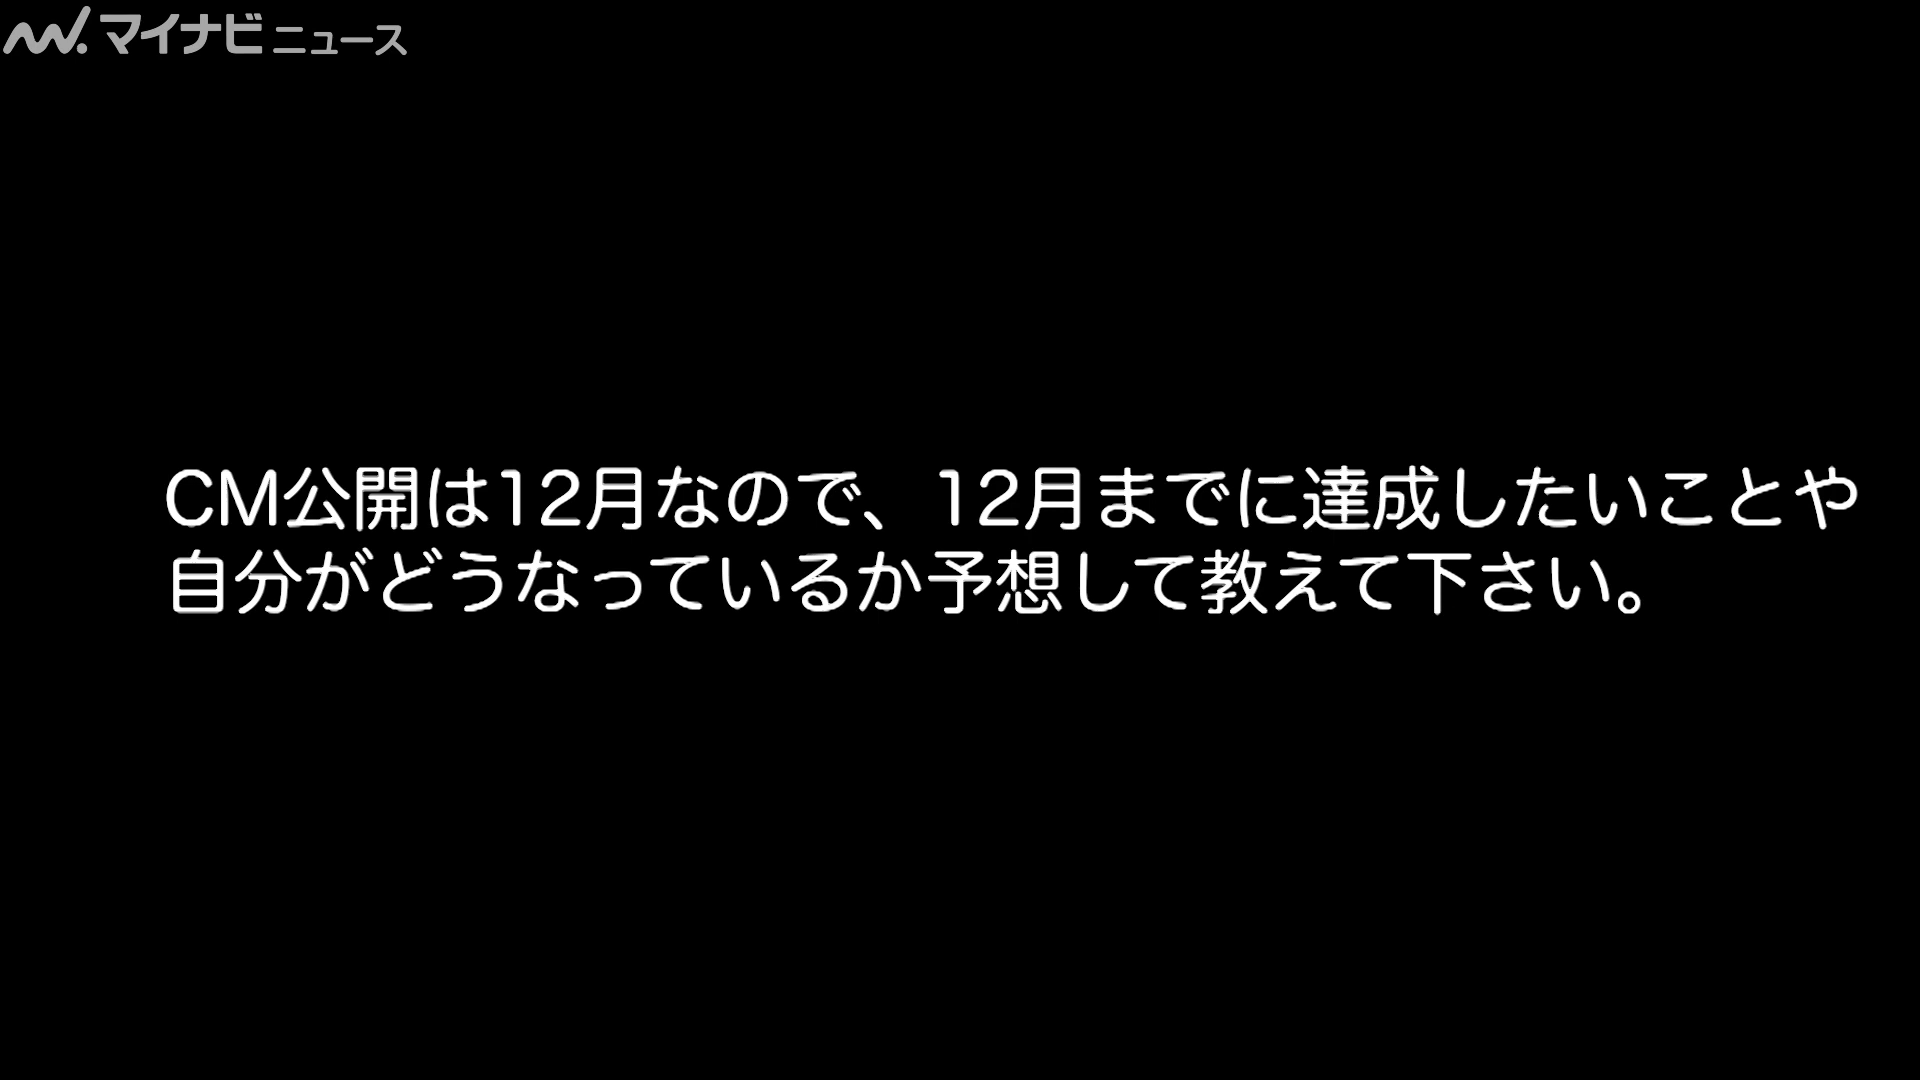 マイナビニュース
CM公開は12月なので、12月までに達成したいことや
自分がどうなっているか予想して教えて下さい。